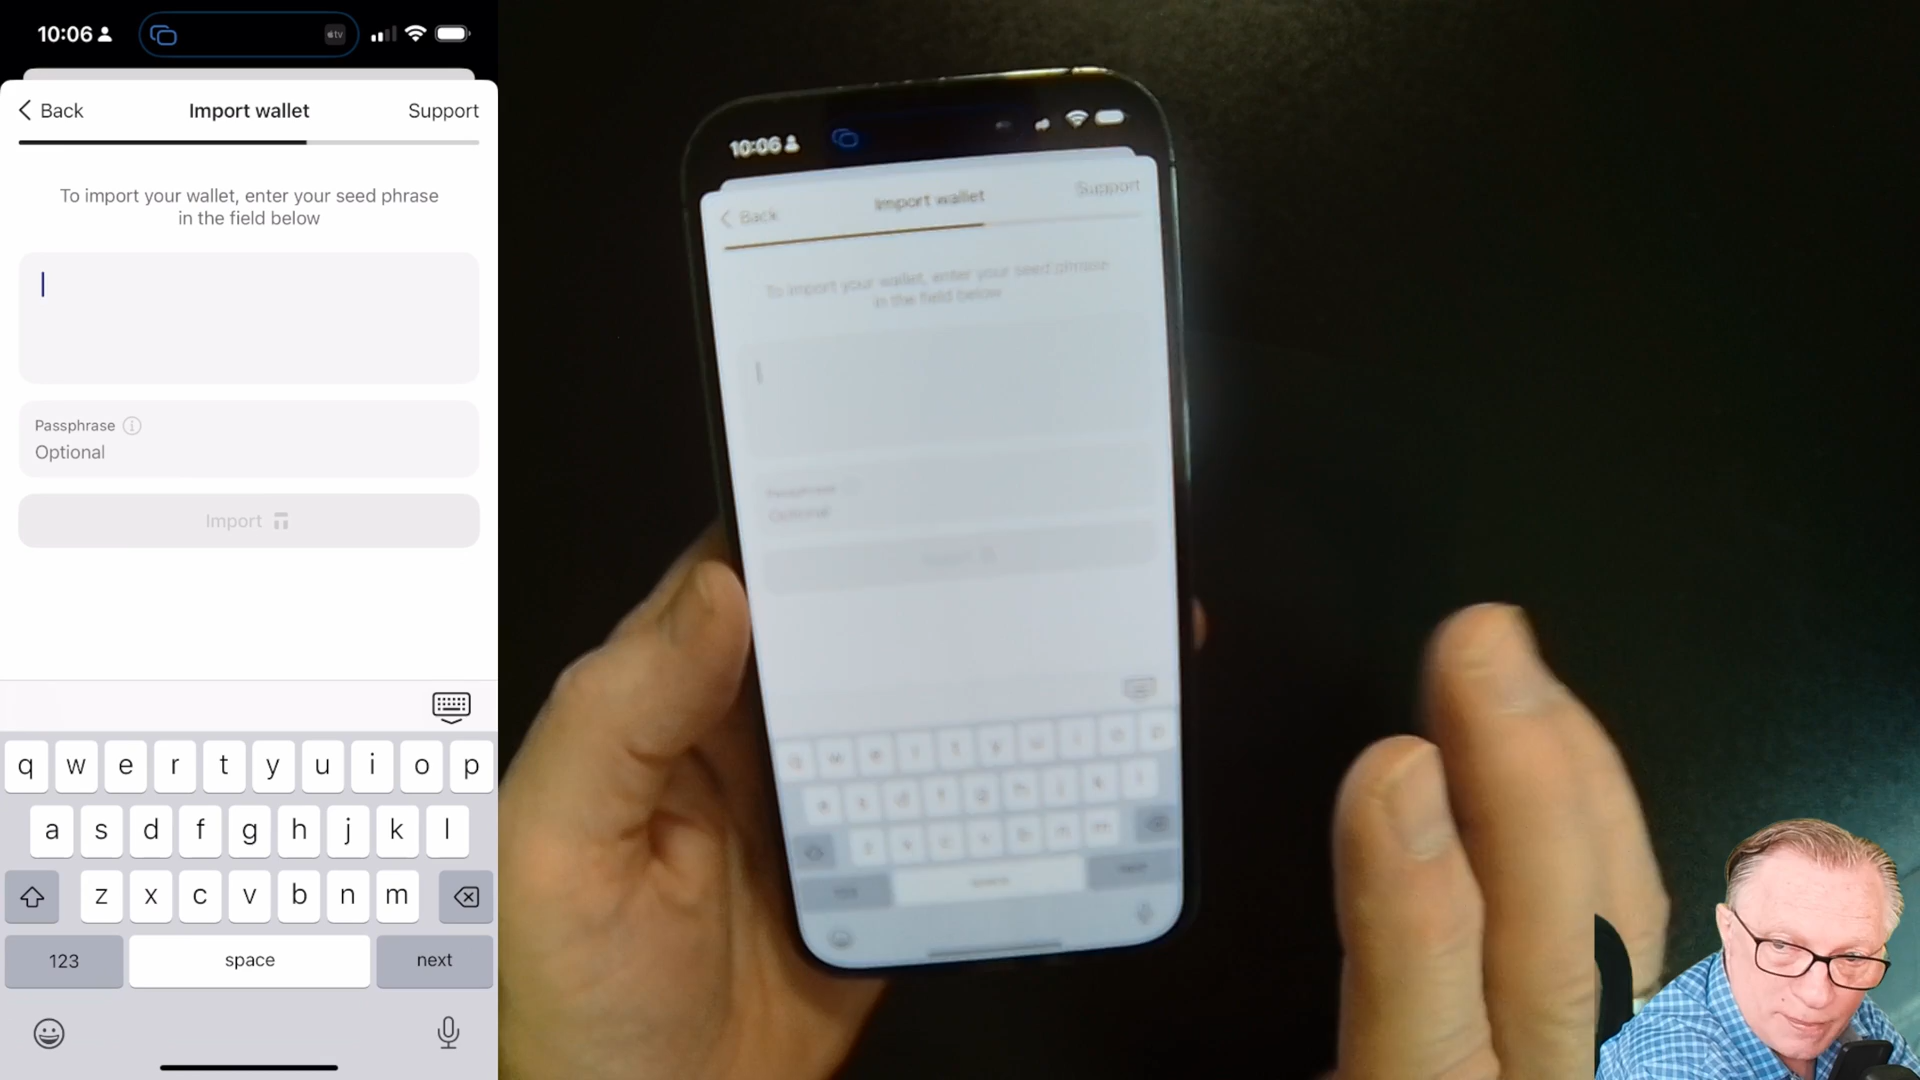 10:06
tv
Back
Import wallet
Support
To import your wallet, enter your seed phrase
in the field below
Passphrase
Optional
Import
q w e r t y u i o p
a s d f g h j k l
z x c v b n m
123
space
next
10:06
Back
Import wallet
Support
To import your wallet, enter your seed phrase
in the field below
Passphrase
Optional